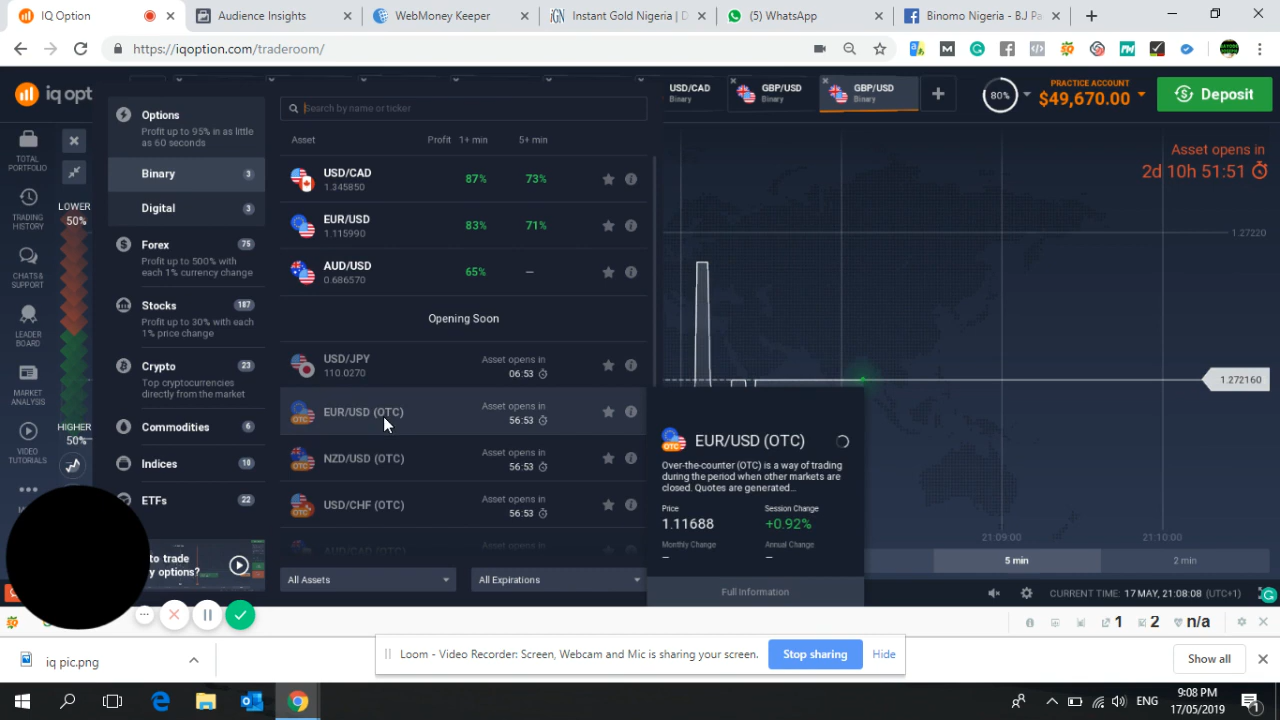 IQ Option
Audience Insights
WebMoney Keeper
Instant Gold Nigeria | D
(5) WhatsApp
Binomo Nigeria - BJ Pa
https://iqoption.com/traderoom/
iq opt
Search by name or ticker
USD/CAD
Binary
GBP/USD
Binary
GBP/USD
Binary
80%
PRACTICE ACCOUNT
$49,670.00
Deposit
TOTAL
PORTFOLIO
TRADING
HISTORY
CHATS &
SUPPORT
LEADER
BOARD
MARKET
ANALYSIS
VIDEO
TUTORIALS
LOWER
50%
HIGHER
50%
Options
Profit up to 95% in as little
as 60 seconds
Binary 3
Digital 3
Forex 75
Profit up to 500% with
each 1% currency change
Stocks 187
Profit up to 30% with each
1% price change
Crypto 23
Top cryptocurrencies
directly from the market
Commodities 6
Indices 10
ETFs 22
to trade
options?
Asset Profit 1+ min 5+ min
USD/CAD 87% 73%
1.345850
EUR/USD 83% 71%
1.115990
AUD/USD 65% –
0.686570
Opening Soon
USD/JPY Asset opens in
110.0270 06:53
EUR/USD (OTC) Asset opens in
56:53
NZD/USD (OTC) Asset opens in
56:53
USD/CHF (OTC) Asset opens in
56:53
AUD/CAD (OTC)
All Assets
All Expirations
Asset opens in
2d 10h 51:51
1.27220
1.272160
EUR/USD (OTC)
Over-the-counter (OTC) is a way of trading
during the period when other markets are
closed. Quotes are generated...
Price Session Change
1.11688 +0.92%
Monthly Change Annual Change
– –
Full Information
21:09:00
21:10:00
5 min
2 min
CURRENT TIME: 17 MAY, 21:08:08 (UTC+1)
1
2
n/a
iq pic.png
Loom - Video Recorder: Screen, Webcam and Mic is sharing your screen.
Stop sharing
Hide
Show all
ENG
9:08 PM
17/05/2019